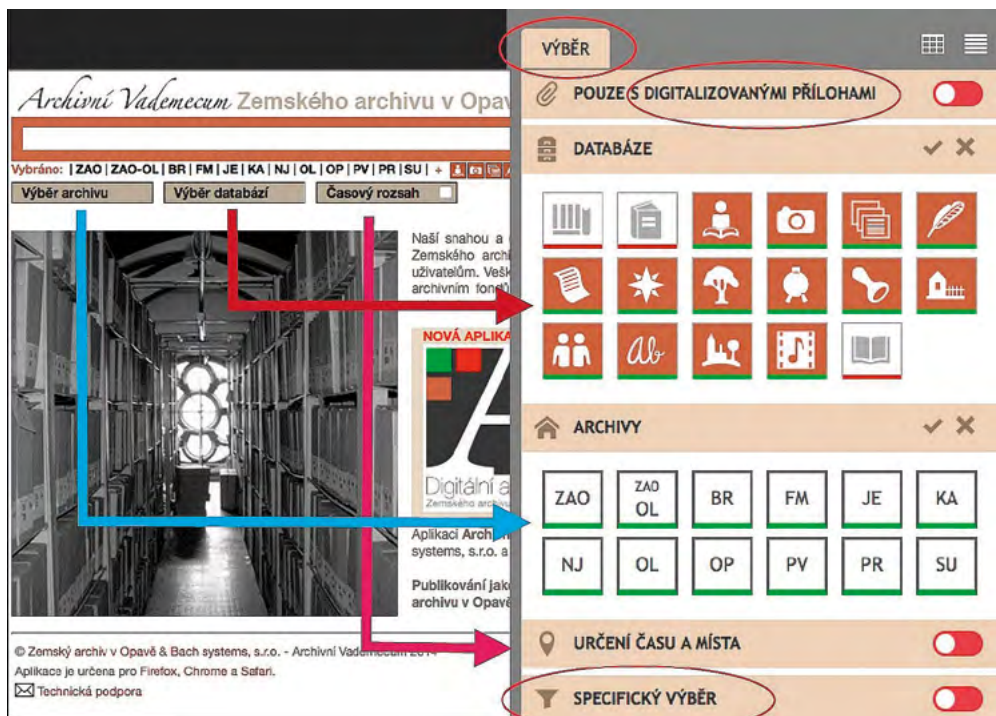 Archivní Vademecum Zemského archivu v Opav
Vybráno: | ZAO | ZAO-OL | BR | FM | JE | KA | NJ | OL | OP | PV | PR | SU | +
Výběr archivu Výběr databází Časový rozsah
Naší snahou a
Zemského archi
uživatelům. Vešk
archivním fondů
NOVÁ APLIKA
A
Digitální a
Zemského archivu
Aplikaci Archivn
systems, s.r.o. a
Publikování jako
archivu v Opavě
© Zemský archiv v Opavě & Bach systems, s.r.o. - Archivní Vademecum 2014
Aplikace je určena pro Firefox, Chrome a Safari.
Technická podpora
VÝBĚR
POUZE S DIGITALIZOVANÝMI PŘÍLOHAMI
DATABÁZE
ab
ARCHIVY
ZAO ZAO OL BR FM JE KA
NJ OL OP PV PR SU
URČENÍ ČASU A MÍSTA
SPECIFICKÝ VÝBĚR